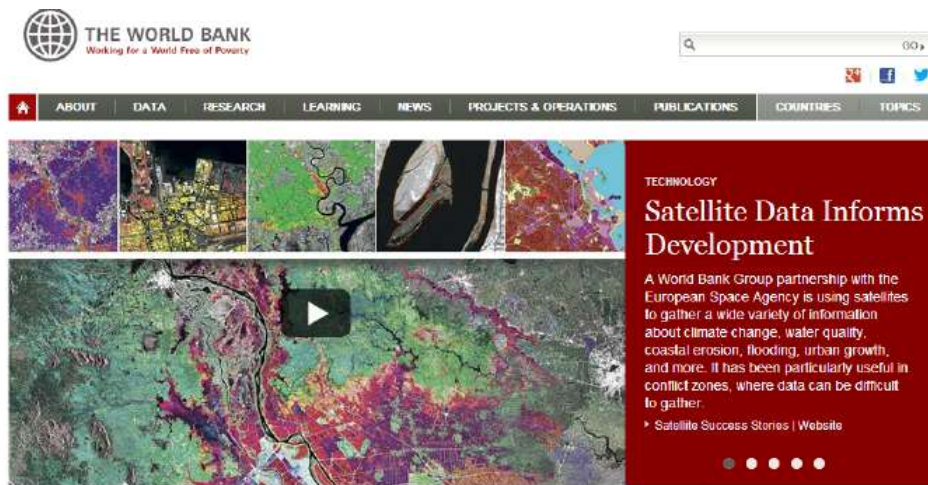 THE WORLD BANK
Working for a World Free of Poverty
GO
ABOUT DATA RESEARCH LEARNING NEWS PROJECTS & OPERATIONS PUBLICATIONS COUNTRIES TOPICS
TECHNOLOGY
Satellite Data Informs
Development
A World Bank Group partnership with the
European Space Agency is using satellites
to gather a wide variety of information
about climate change, water quality,
coastal erosion, flooding, urban growth,
and more. It has been particularly useful in
conflict zones, where data can be difficult
to gather.
Satellite Success Stories | Website